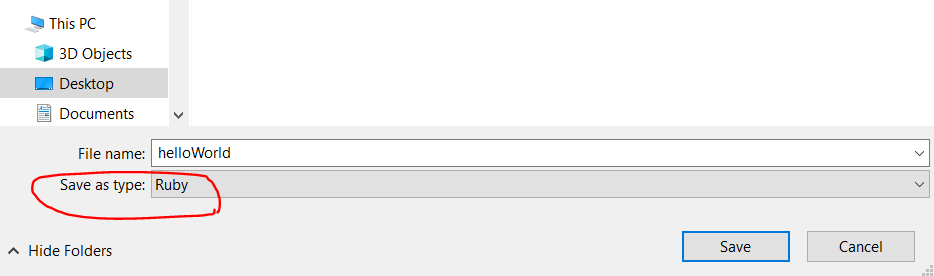 This PC
3D Objects
Desktop
Documents
File name: helloWorld
Save as type: Ruby
Hide Folders
Save Cancel